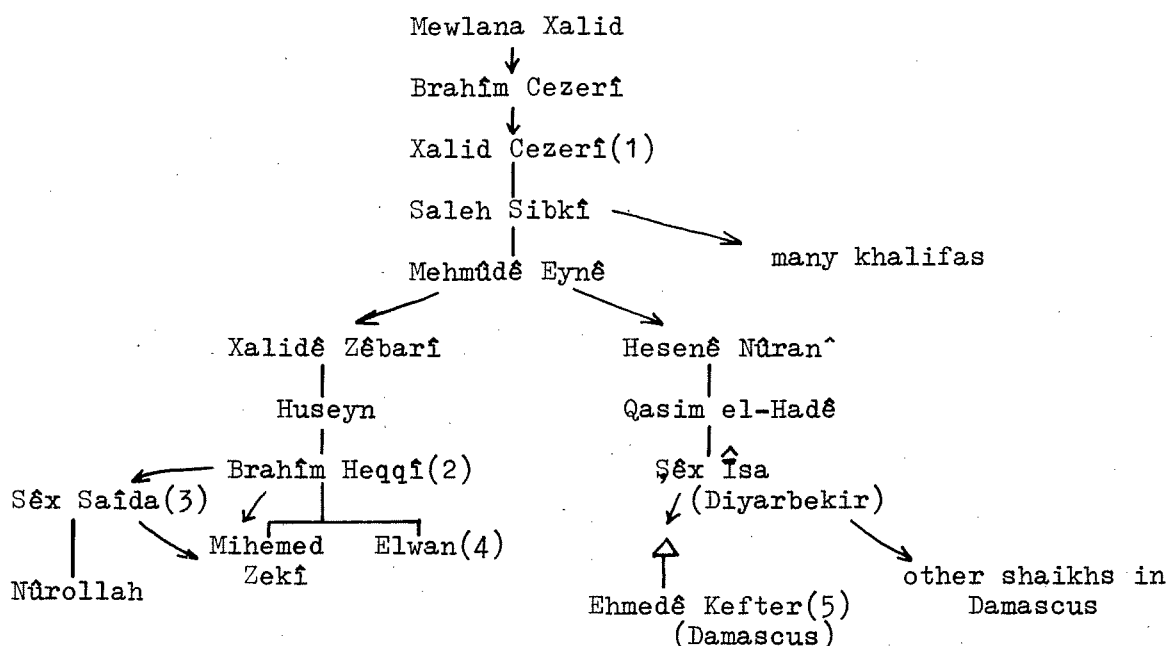 Mewlana Xalid
Brahîm Cezerî
Xalid Cezerî(1)
Saleh Sibkî
many khalifas
Mehmûdê Eynê
Xalidê Zêbarî
Hesenê Nûran^
Huseyn
Qasim el-Hadê
Brahîm Heqqî(2)
Şêx Îsa
(Diyarbekir)
Sêx Saîda(3)
Mihemed
Zekî
Elwan(4)
Nûrollah
other shaikhs in
Damascus
Ehmedê Kefter(5)
(Damascus)